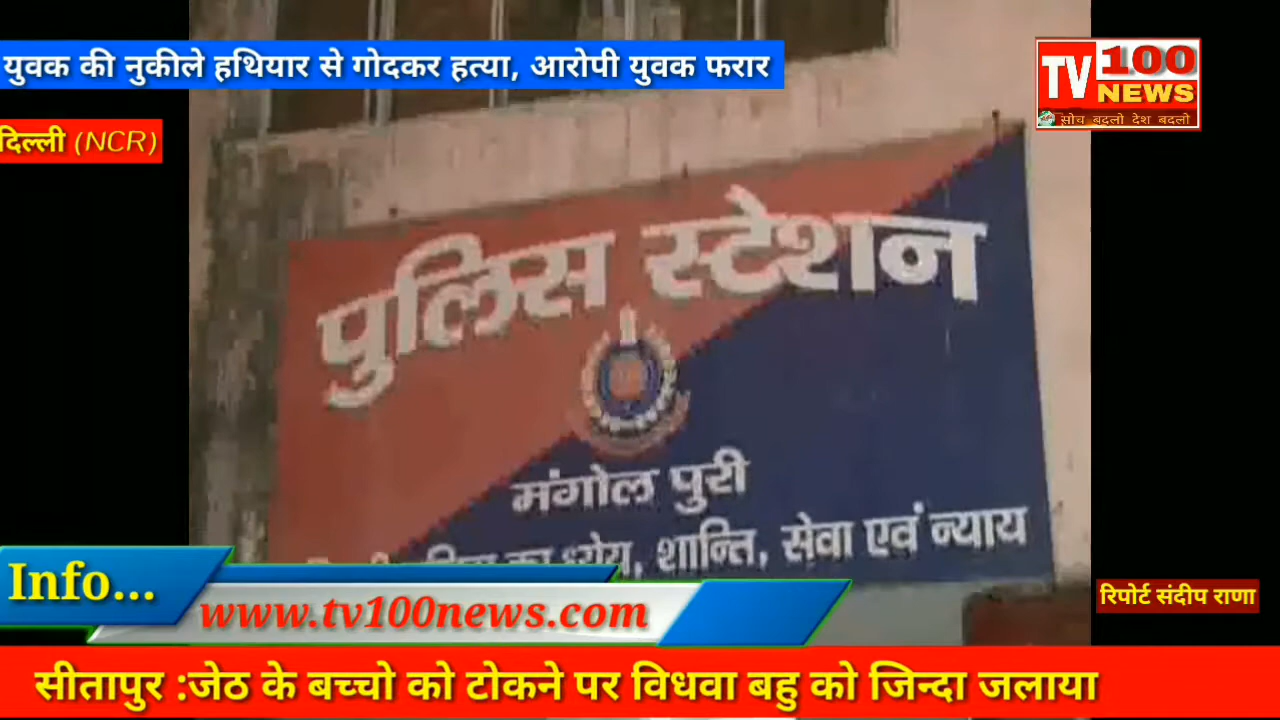 युवक की नुकीले हथियार से गोदकर हत्या, आरोपी युवक फरार
TV 100 NEWS
सोच बदलो देश बदलो
दिल्ली (NCR)
पुलिस स्टेशन
मंगोल पुरी
का ध्येय, शान्ति, सेवा एवं न्याय
Info...
www.tv100news.com
रिपोर्ट संदीप राणा
सीतापुर :जेठ के बच्चो को टोकने पर विधवा बहु को जिन्दा जलाया